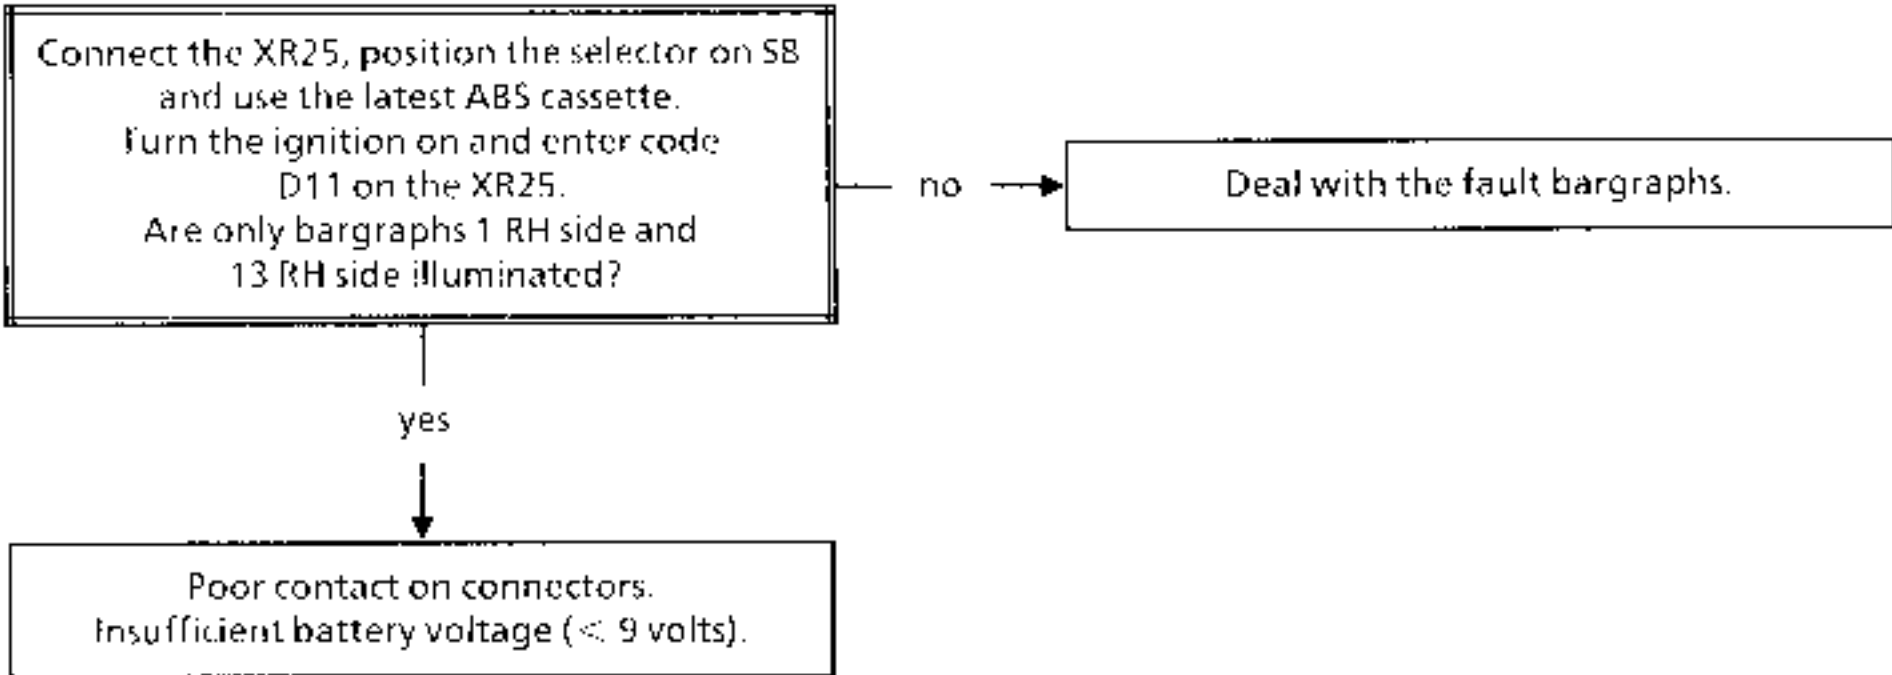 Connect the XR25, position the selector on S8
and use the latest ABS cassette.
Turn the ignition on and enter code
D11 on the XR25.
Are only bargraphs 1 RH side and
13 RH side illuminated?
no
Deal with the fault bargraphs.
yes
Poor contact on connectors.
Insufficient battery voltage (< 9 volts).